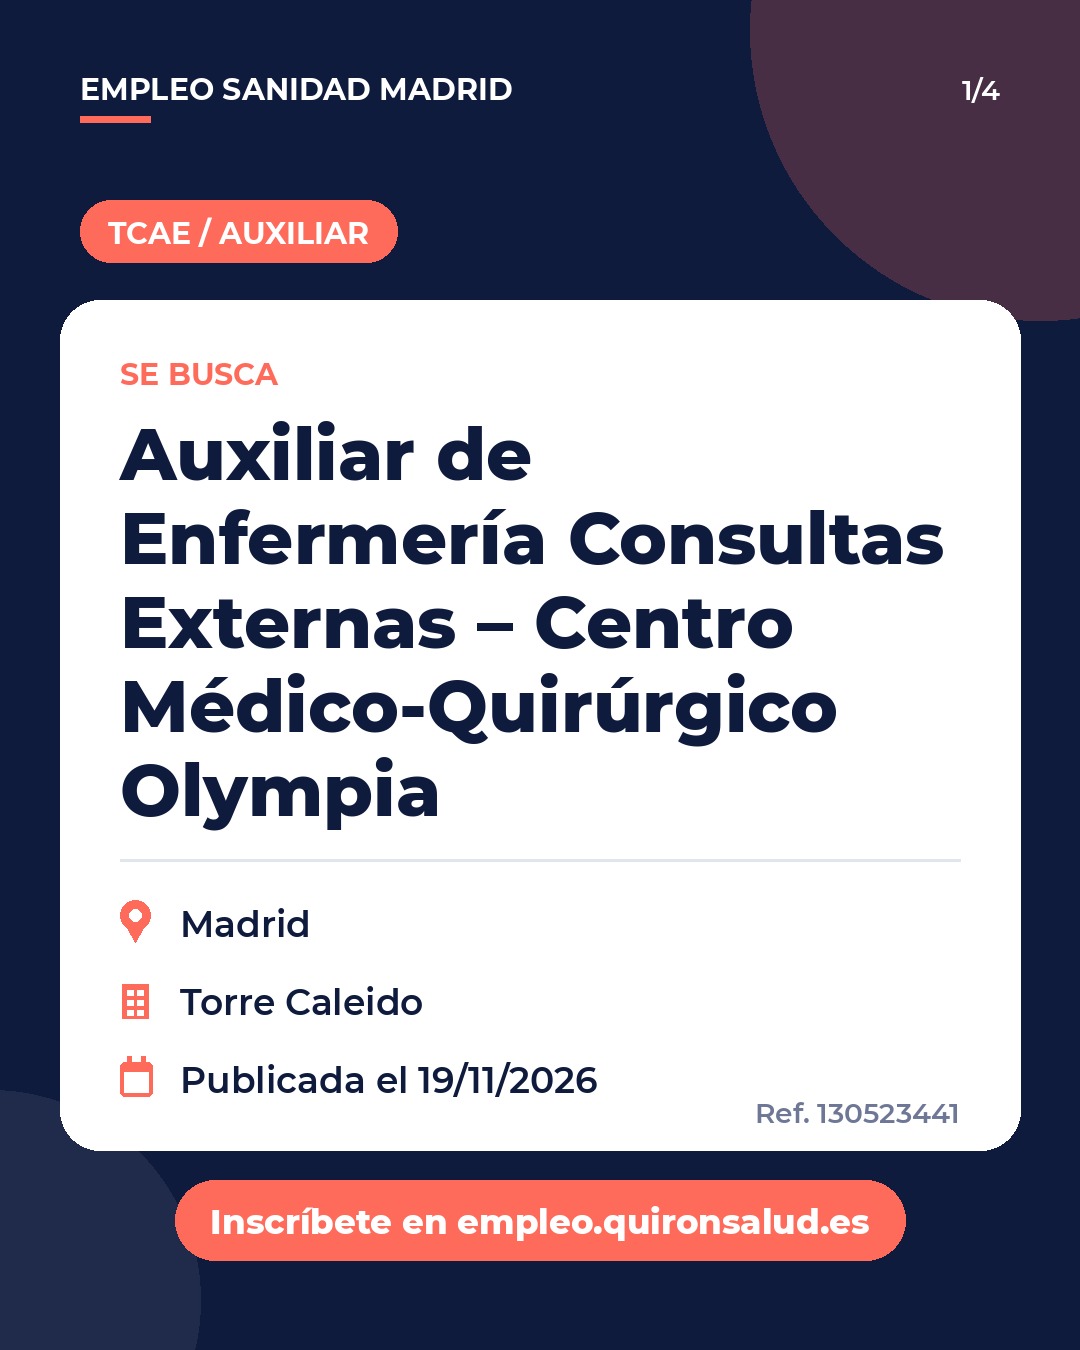 EMPLEO SANIDAD MADRID
1/4
TCAE / AUXILIAR
SE BUSCA
Auxiliar de
Enfermería Consultas
Externas – Centro
Médico-Quirúrgico
Olympia
Madrid
Torre Caleido
Publicada el 19/11/2026
Ref. 130523441
Inscríbete en empleo.quironsalud.es